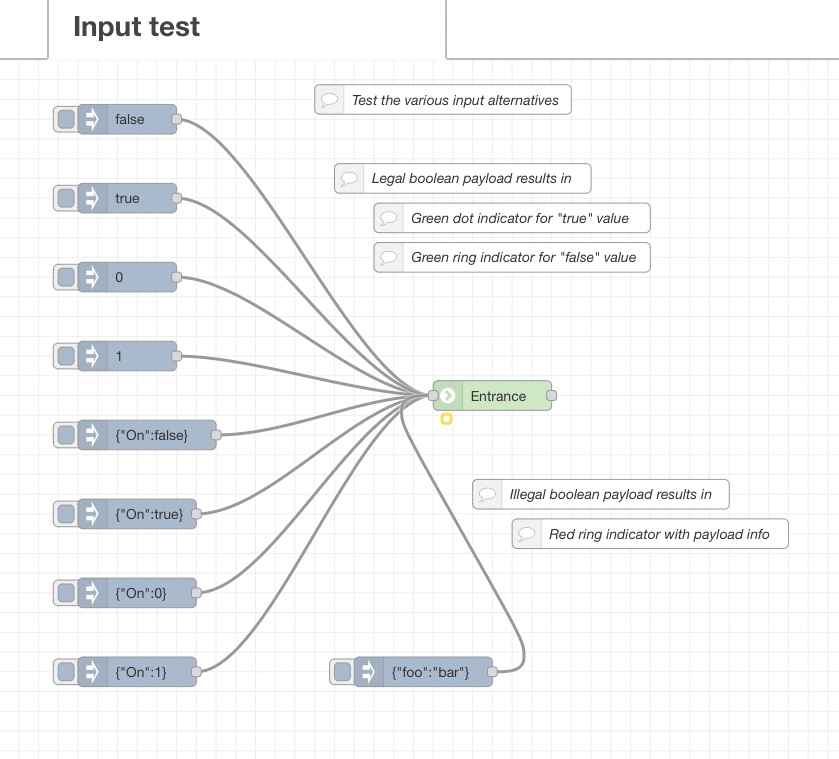 Input test
Test the various input alternatives
false
Legal boolean payload results in
true
Green dot indicator for "true" value
Green ring indicator for "false" value
0
1
Entrance
{"On":false}
Illegal boolean payload results in
{"On":true}
Red ring indicator with payload info
{"On":0}
{"On":1}
{"foo":"bar"}